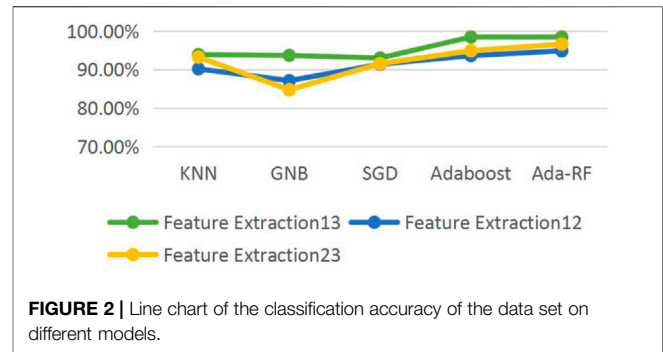 100.00%
90.00%
80.00%
70.00%
KNN GNB SGD Adaboost Ada-RF
Feature Extraction13 Feature Extraction12
Feature Extraction23
FIGURE 2 | Line chart of the classification accuracy of the data set on
different models.